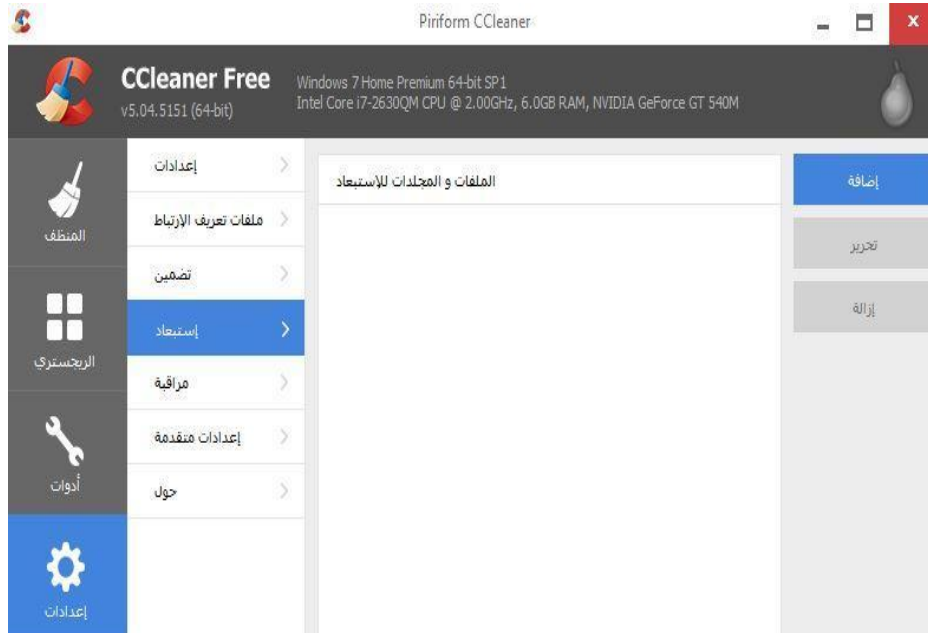 Piriform CCleaner
CCleaner Free
v5.04.5151 (64-bit)
Windows 7 Home Premium 64-bit SP1
Intel Core i7-2630QM CPU @ 2.00GHz, 6.0GB RAM, NVIDIA GeForce GT 540M
المنظف
الريجستري
أدوات
إعدادات
إعدادات
ملفات تعريف الإرتباط
تضمين
إستبعاد
مراقبة
إعدادات متقدمة
حول
الملفات و المجلدات للإستبعاد
إضافة
تحرير
إزالة